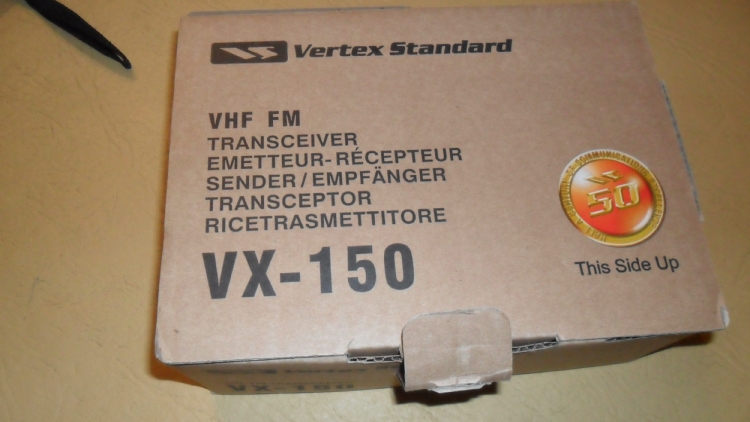 Vertex Standard
VHF FM
TRANSCEIVER
EMETTEUR-RÉCEPTEUR
SENDER/EMPFÄNGER
TRANSCEPTOR
RICETRASMETTITORE
VX-150
50
This Side Up
VX-150